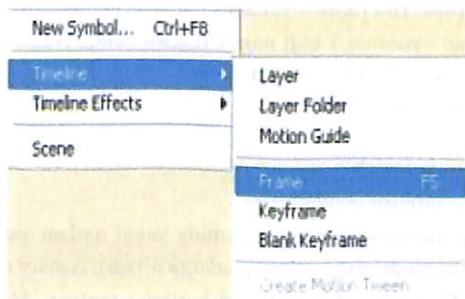 New Symbol... Ctrl+F8
Timeline
Timeline Effects
Scene
Layer
Layer Folder
Motion Guide
Frame F5
Keyframe
Blank Keyframe
Create Motion Tween